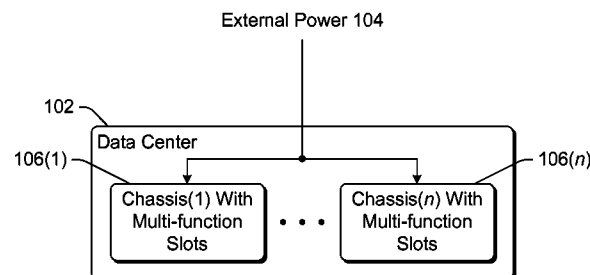 External Power 104
102
Data Center
106(1)
106(n)
Chassis(1) With
Multi-function
Slots
• • •
Chassis(n) With
Multi-function
Slots